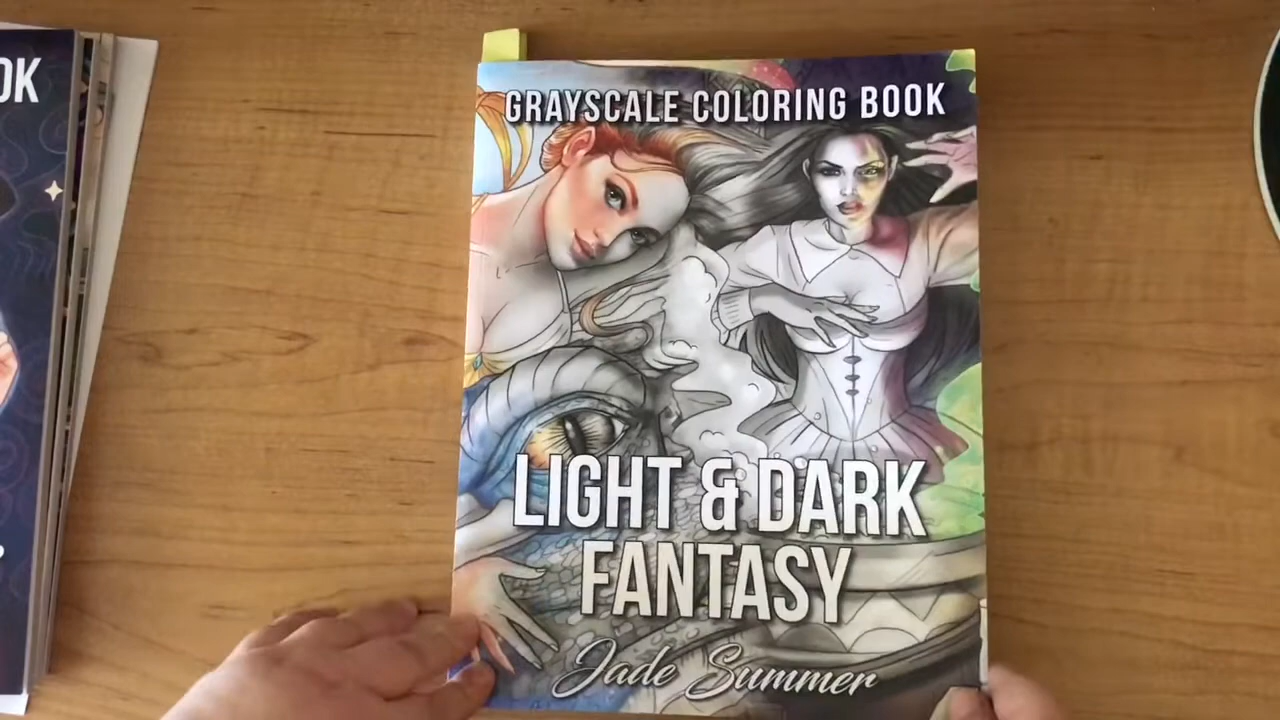 OK
GRAYSCALE COLORING BOOK
LIGHT & DARK
FANTASY
Jade Summer